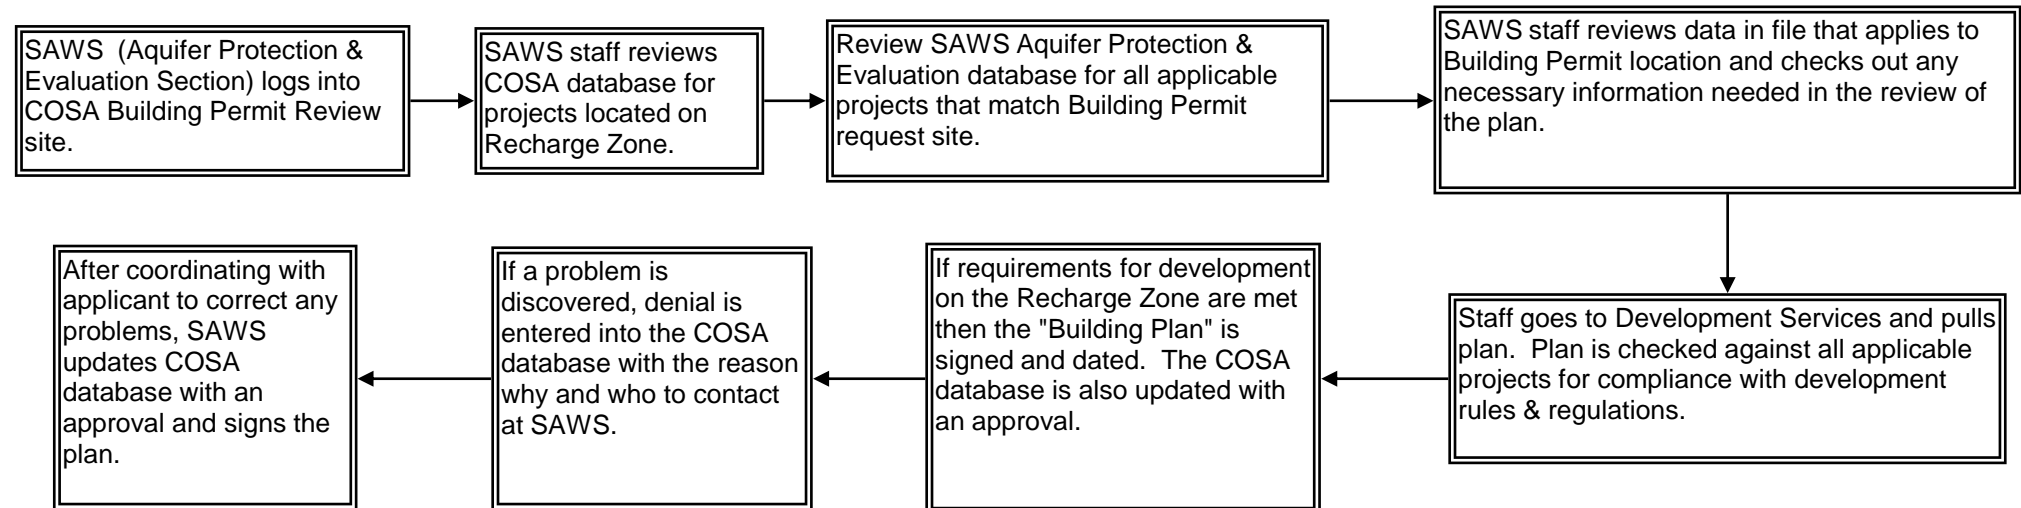 SAWS  (Aquifer Protection &
Evaluation Section) logs into
COSA Building Permit Review
site.
SAWS staff reviews
COSA database for
projects located on
Recharge Zone.
Review SAWS Aquifer Protection &
Evaluation database for all applicable
projects that match Building Permit
request site.
SAWS staff reviews data in file that applies to
Building Permit location and checks out any
necessary information needed in the review of
the plan.
Staff goes to Development Services and pulls
plan.  Plan is checked against all applicable
projects for compliance with development
rules & regulations.
If requirements for development
on the Recharge Zone are met
then the "Building Plan" is
signed and dated.  The COSA
database is also updated with
an approval.
If a problem is
discovered, denial is
entered into the COSA
database with the reason
why and who to contact
at SAWS.
After coordinating with
applicant to correct any
problems, SAWS
updates COSA
database with an
approval and signs the
plan.